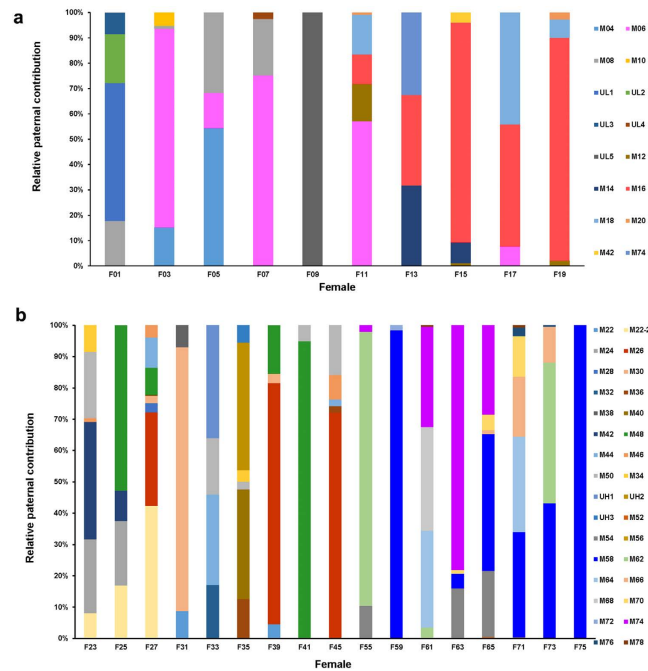 a
Relative paternal contribution
100%
90%
80%
70%
60%
50%
40%
30%
20%
10%
0%
F01 F03 F05 F07 F09 F11 F13 F15 F17 F19
Female
M04 M06
M08 M10
UL1 UL2
UL3 UL4
UL5 M12
M14 M16
M18 M20
M42 M74
b
Relative paternal contribution
100%
90%
80%
70%
60%
50%
40%
30%
20%
10%
0%
F23 F25 F27 F31 F33 F35 F39 F41 F45 F55 F59 F61 F63 F65 F71 F73 F75
Female
M22 M22-2
M24 M26
M28 M30
M32 M36
M38 M40
M42 M48
M44 M46
M50 M34
UH1 UH2
UH3 M52
M54 M56
M58 M62
M64 M66
M68 M70
M72 M74
M76 M78